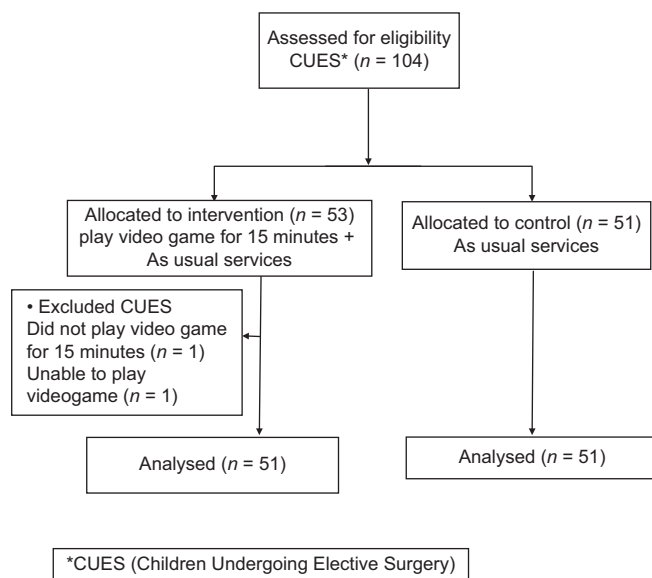 Assessed for eligibility
CUES* (n = 104)
Allocated to intervention (n = 53)
play video game for 15 minutes +
As usual services
Allocated to control (n = 51)
As usual services
• Excluded CUES
Did not play video game
for 15 minutes (n = 1)
Unable to play
videogame (n = 1)
Analysed (n = 51)
Analysed (n = 51)
*CUES (Children Undergoing Elective Surgery)